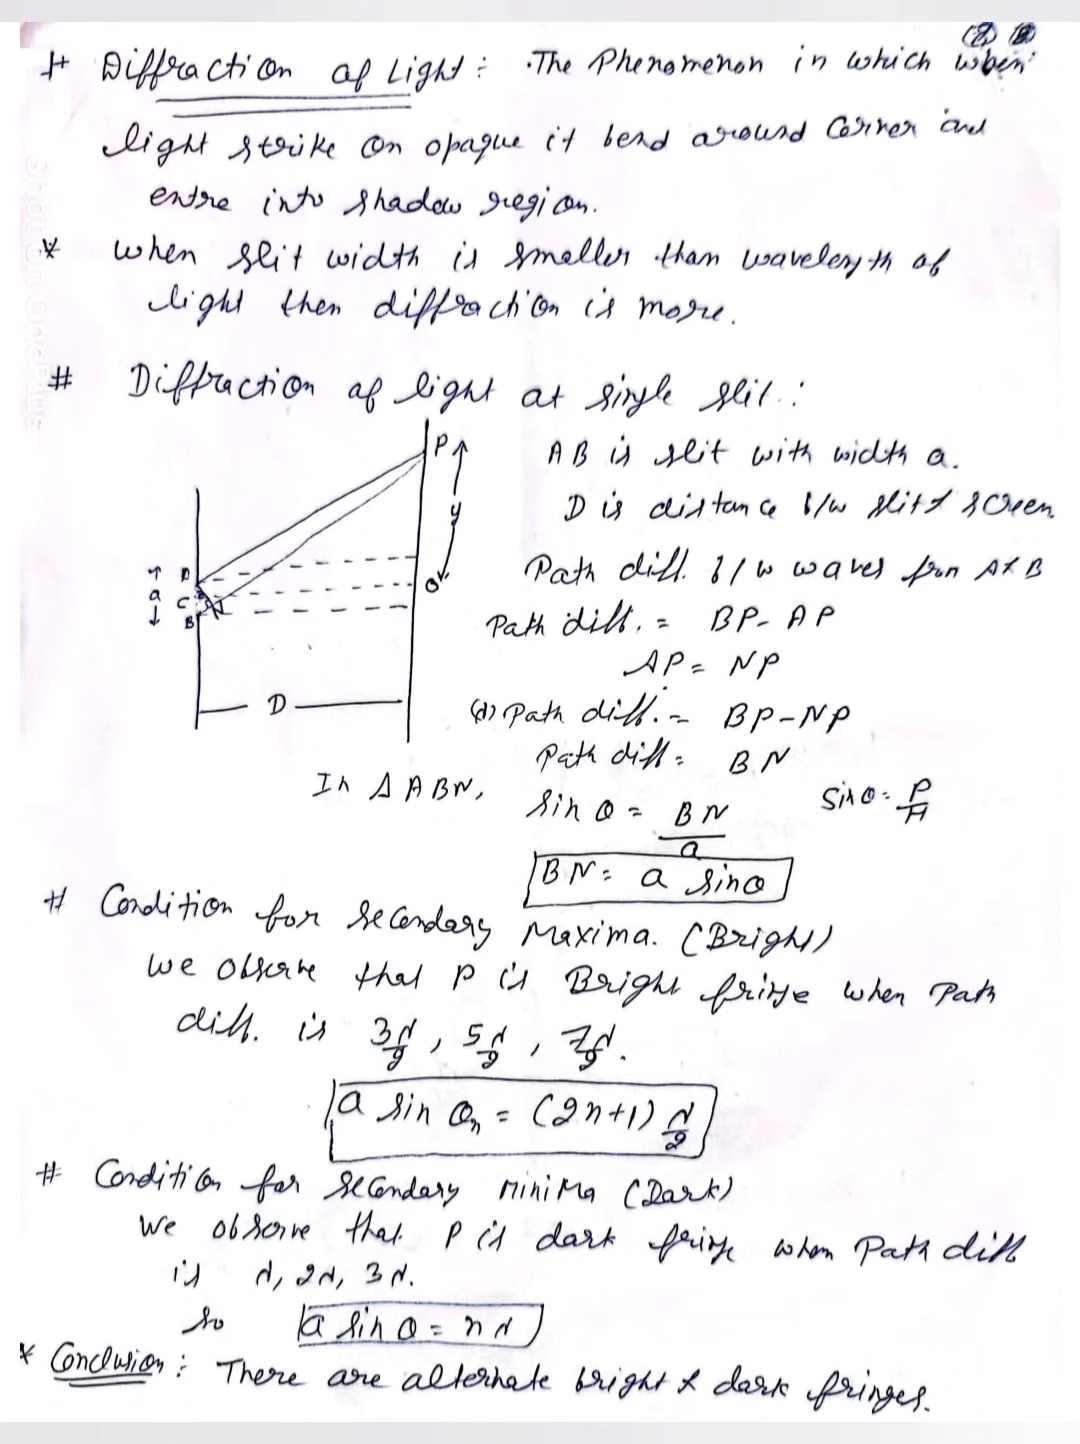 # Diffraction of Light : The Phenomenon in which when
light strike on opaque it bend around Corner and
entre into shadow region.
* when slit width is smaller than wavelength of
light then diffraction is more.
# Diffraction of light at single slit :
AB is slit with width a.
D is distance b/w slit & screen
Path diff. b/w waves from A & B
Path diff. = BP - AP
AP = NP
Path diff. = BP - NP
Path diff = BN
In Δ ABN,
sin θ = BN/a
sin θ = P/H
BN = a sin θ
P
y
O
A
a
C
B
N
D
# Condition for Secondary Maxima. (Bright)
we observe that P is Bright fringe when Path
diff. is 3λ/2, 5λ/2, 7λ/2.
a sin θn = (2n+1) λ/2
# Condition for Secondary Minima (Dark)
we observe that P is dark fringe when Path diff
is λ, 2λ, 3λ.
so a sin θ = nλ
* Conclusion : There are alternate bright & dark fringes.
Shot On OnePlus